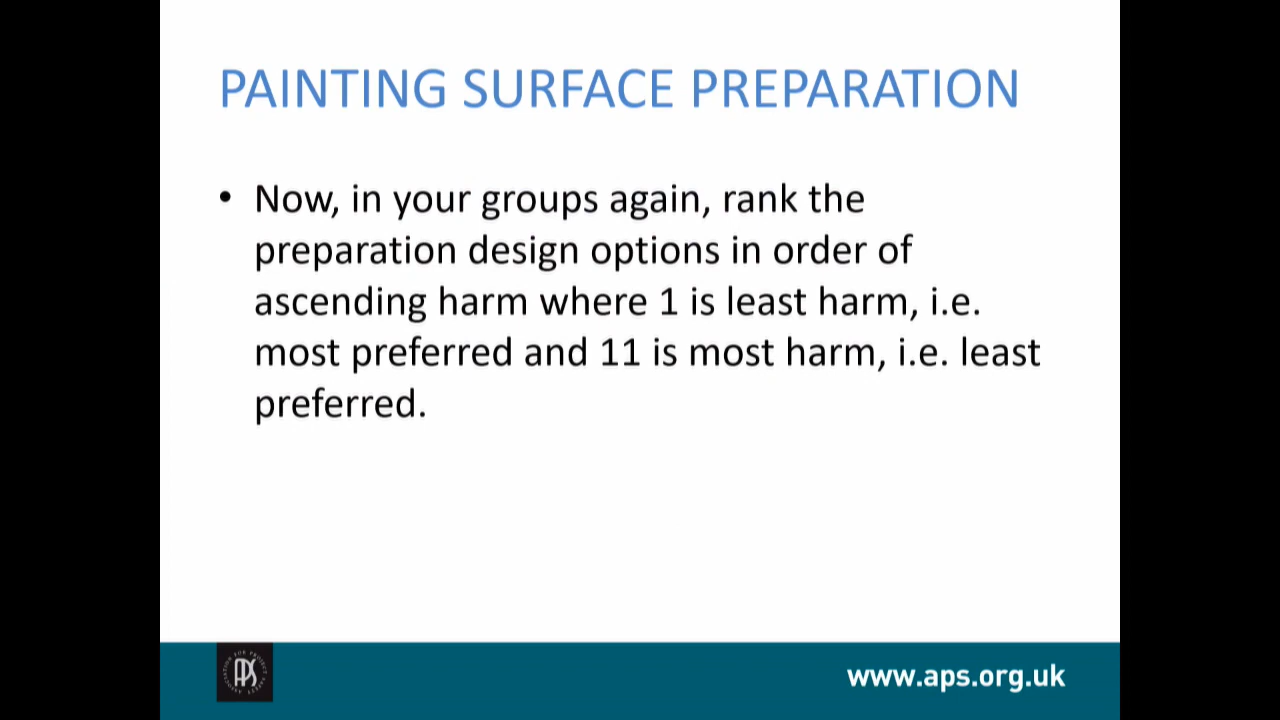 PAINTING SURFACE PREPARATION
• Now, in your groups again, rank the
preparation design options in order of
ascending harm where 1 is least harm, i.e.
most preferred and 11 is most harm, i.e. least
preferred.
APS
www.aps.org.uk